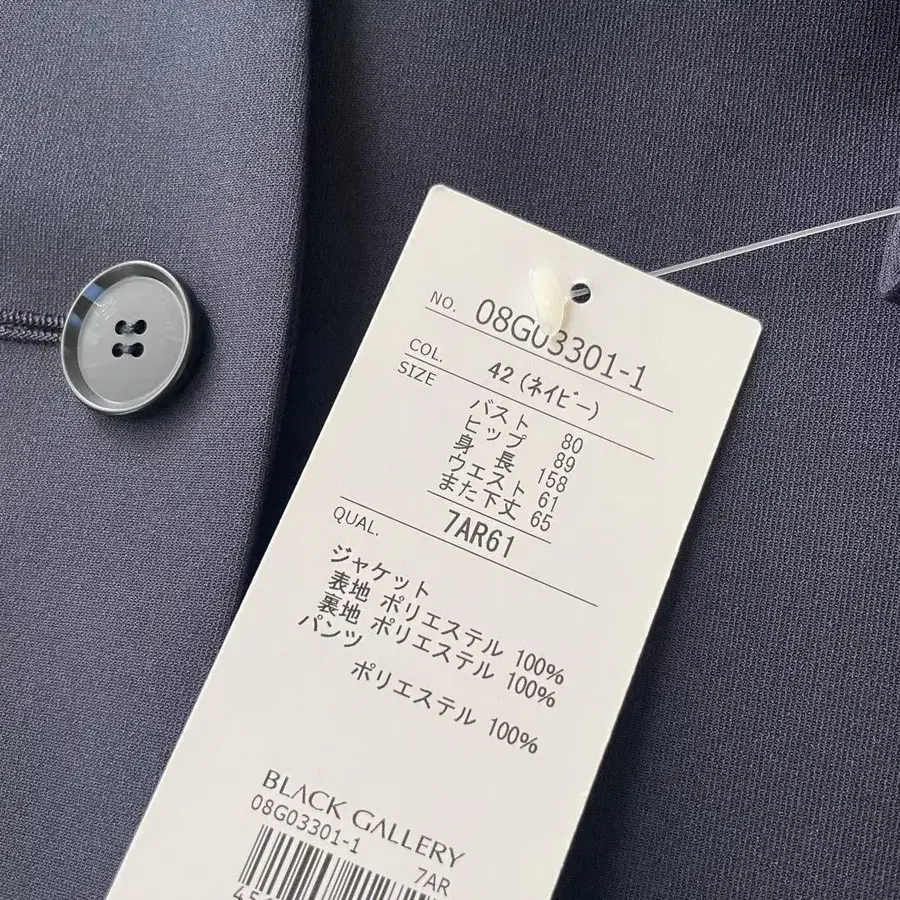 NO. 08G03301-1
COL. 42 (ネイビー)
SIZE
バスト 80
ヒップ 89
身長 158
ウエスト 61
また下丈 65
7AR61
QUAL.
ジャケット
表地 ポリエステル 100%
裏地 ポリエステル 100%
パンツ
ポリエステル 100%
BLACK GALLERY
08G03301-1
7AR